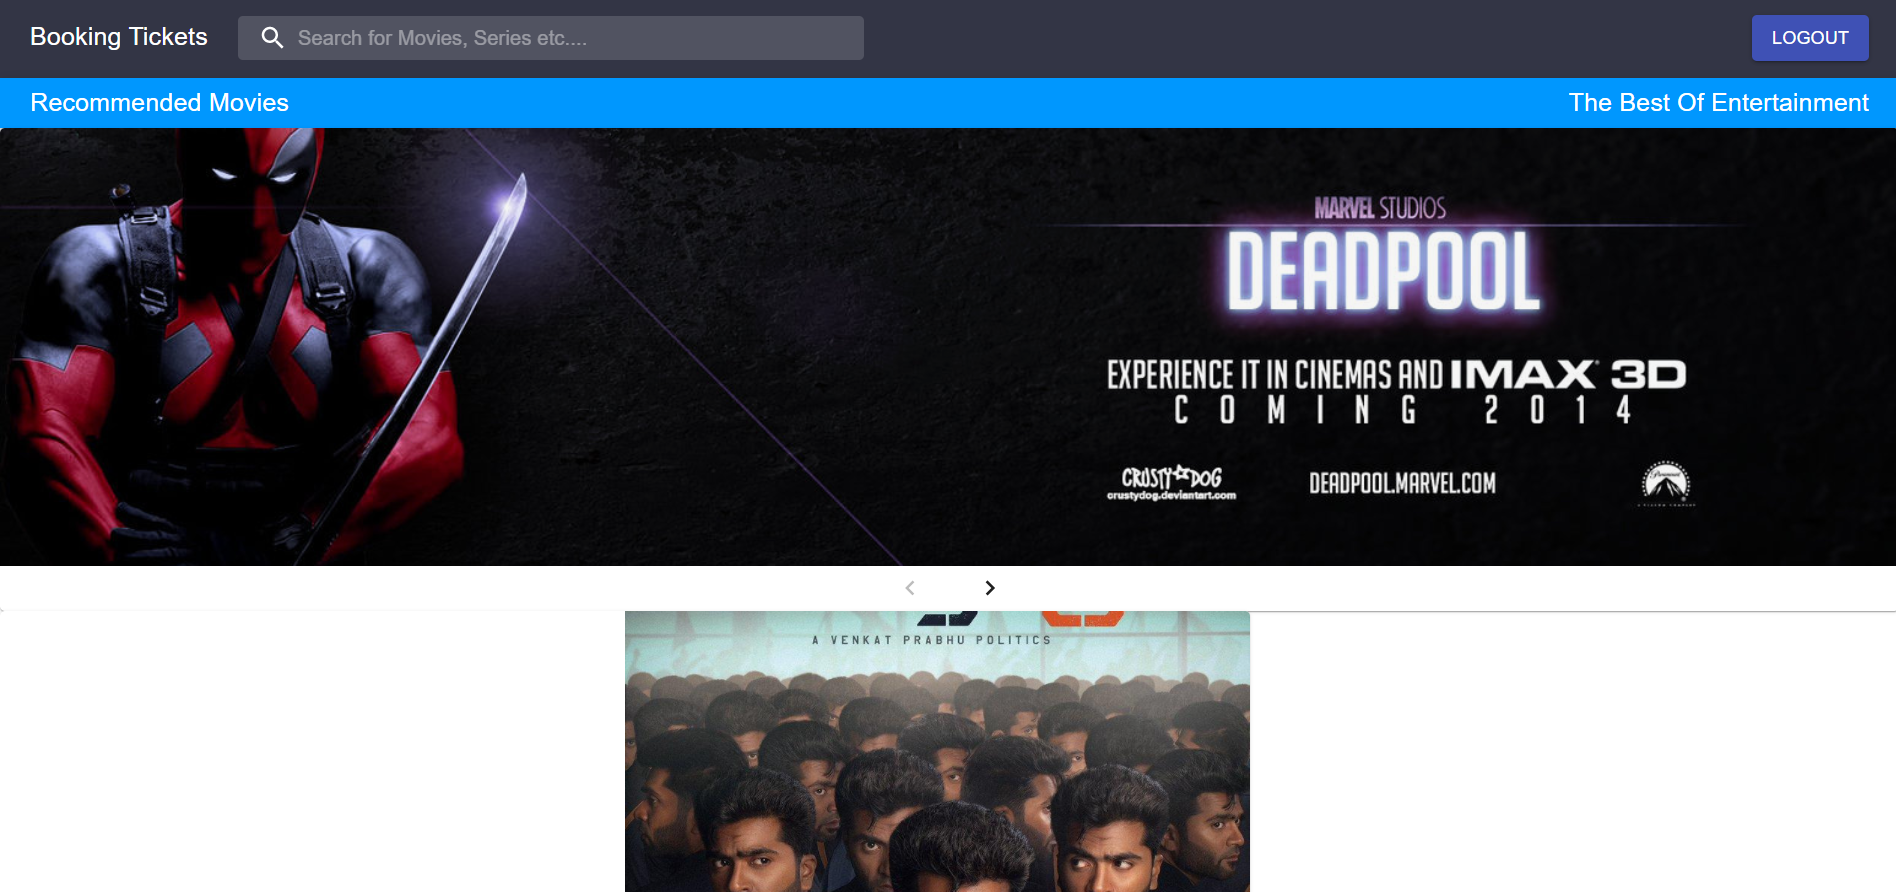 Booking Tickets
Search for Movies, Series etc....
LOGOUT
Recommended Movies
The Best Of Entertainment
MARVEL STUDIOS
DEADPOOL
EXPERIENCE IT IN CINEMAS AND IMAX® 3D
COMING 2014
CRUSTY DOG
crustydog.deviantart.com
DEADPOOL.MARVEL.COM
Paramount
A VENKAT PRABHU POLITICS